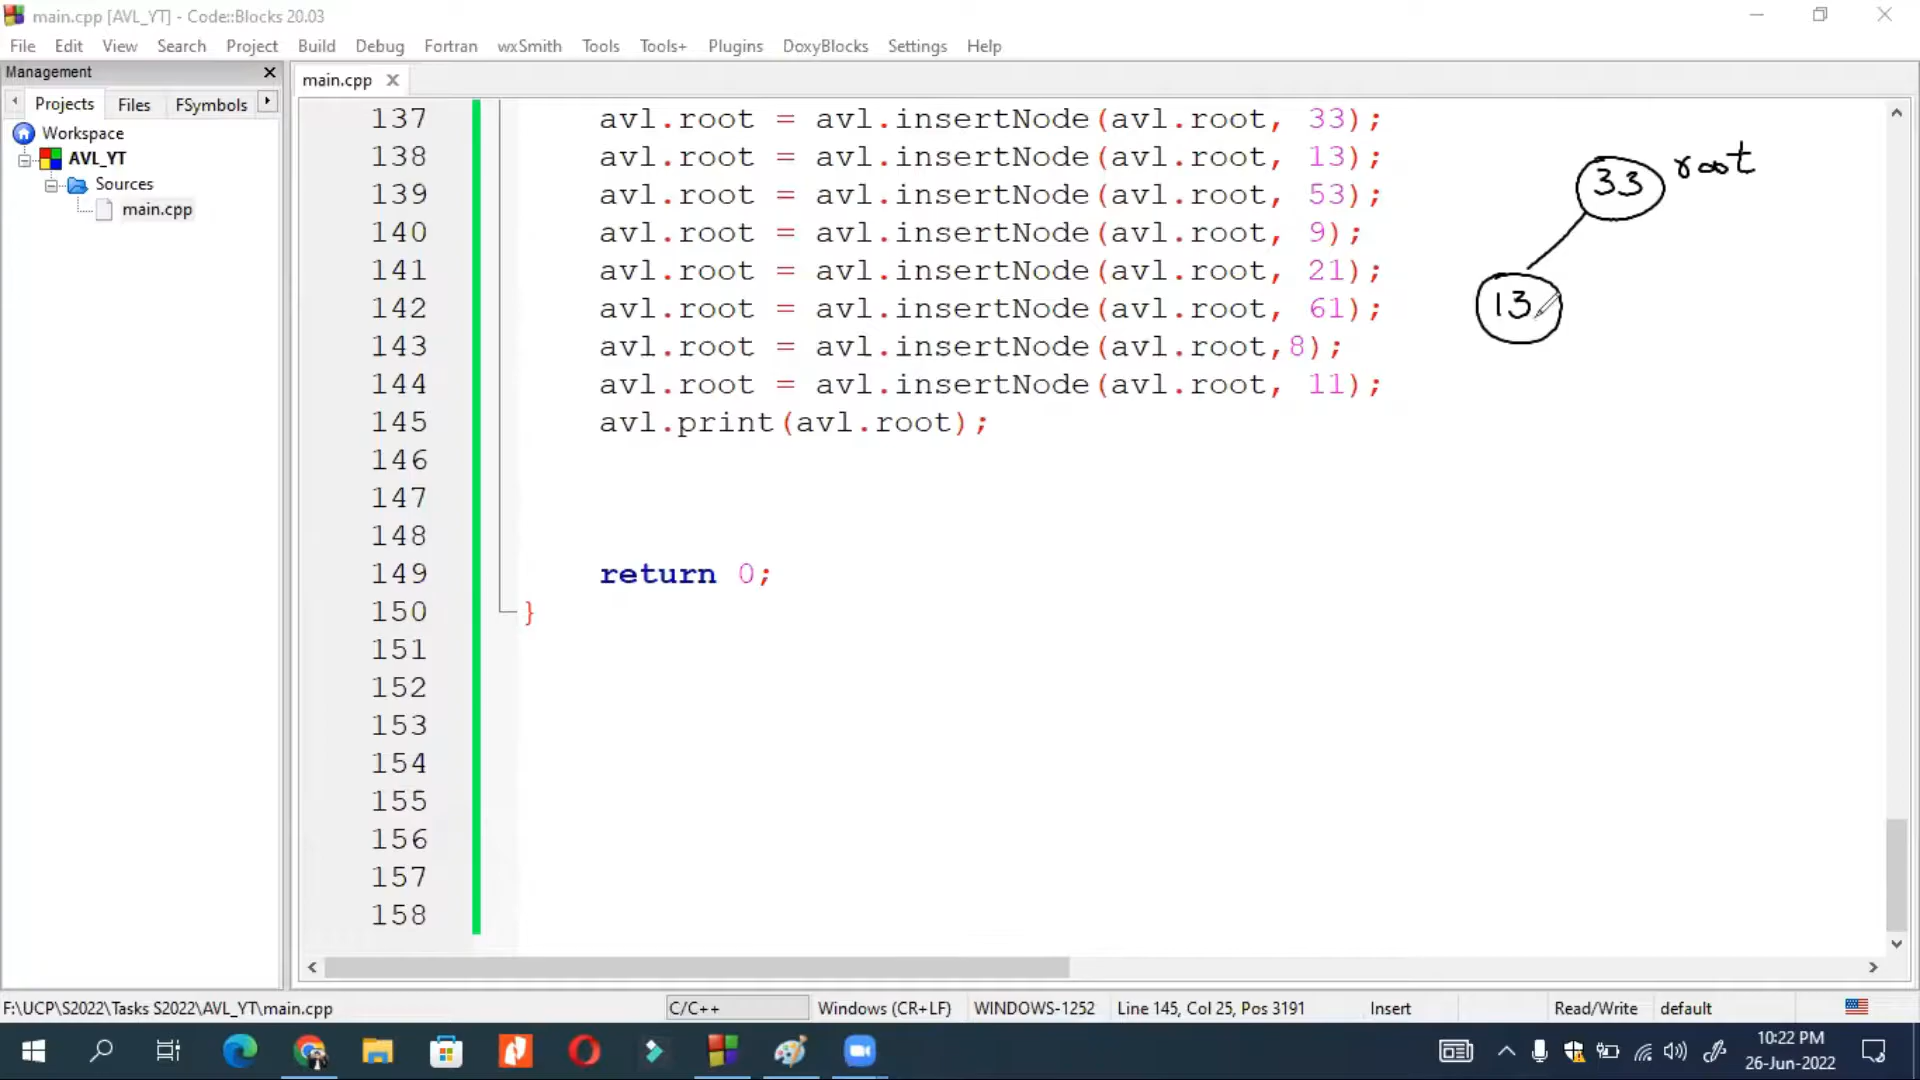 main.cpp [AVL_YT] - Code::Blocks 20.03
File Edit View Search Project Build Debug Fortran wxSmith Tools Tools+ Plugins DoxyBlocks Settings Help
Management
main.cpp
Projects Files FSymbols
Workspace
AVL_YT
Sources
main.cpp
137 avl.root = avl.insertNode(avl.root, 33);
138 avl.root = avl.insertNode(avl.root, 13);
139 avl.root = avl.insertNode(avl.root, 53);
140 avl.root = avl.insertNode(avl.root, 9);
141 avl.root = avl.insertNode(avl.root, 21);
142 avl.root = avl.insertNode(avl.root, 61);
143 avl.root = avl.insertNode(avl.root,8);
144 avl.root = avl.insertNode(avl.root, 11);
145 avl.print(avl.root);
146
147
148
149 return 0;
150 }
151
152
153
154
155
156
157
158
33 root
13
F:\UCP\S2022\Tasks S2022\AVL_YT\main.cpp C/C++ Windows (CR+LF) WINDOWS-1252 Line 145, Col 25, Pos 3191 Insert Read/Write default
10:22 PM
26-Jun-2022